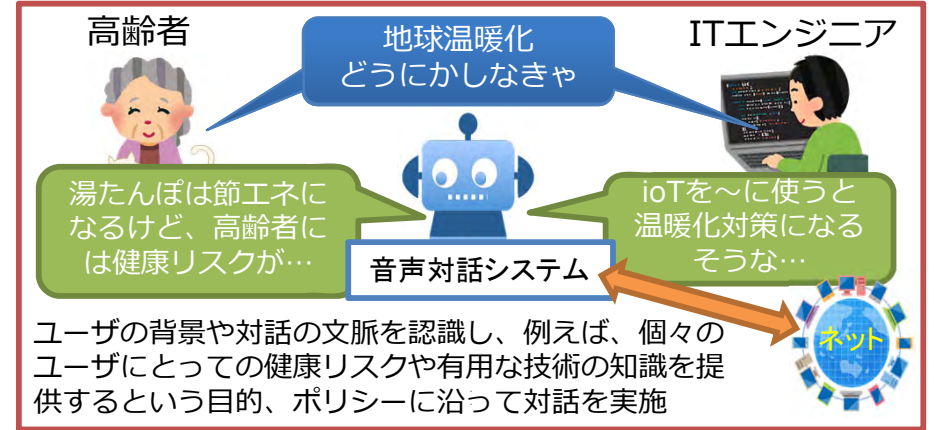 高齢者
地球温暖化
どうにかしなきゃ
ITエンジニア
湯たんぽは節エネに
なるけど、高齢者に
は健康リスクが…
ioTを～に使うと
温暖化対策になる
そうな…
音声対話システム
ネット
ユーザの背景や対話の文脈を認識し、例えば、個々の
ユーザにとっての健康リスクや有用な技術の知識を提
供するという目的、ポリシーに沿って対話を実施